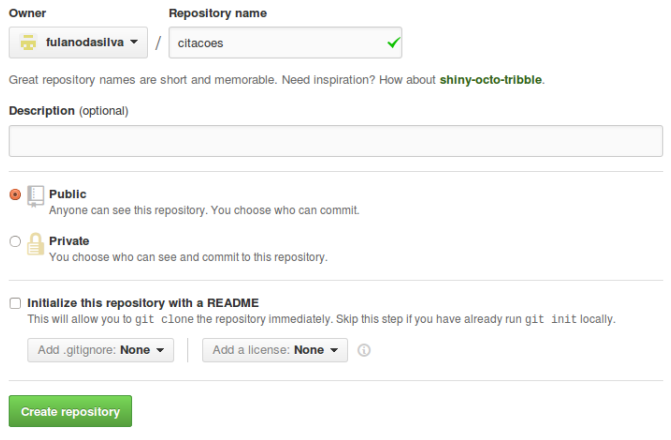 Owner Repository name
fulanodasilva / citacoes
Great repository names are short and memorable. Need inspiration? How about shiny-octo-tribble.
Description (optional)
Public
Anyone can see this repository. You choose who can commit.
Private
You choose who can see and commit to this repository.
Initialize this repository with a README
This will allow you to git clone the repository immediately. Skip this step if you have already run git init locally.
Add .gitignore: None Add a license: None
Create repository